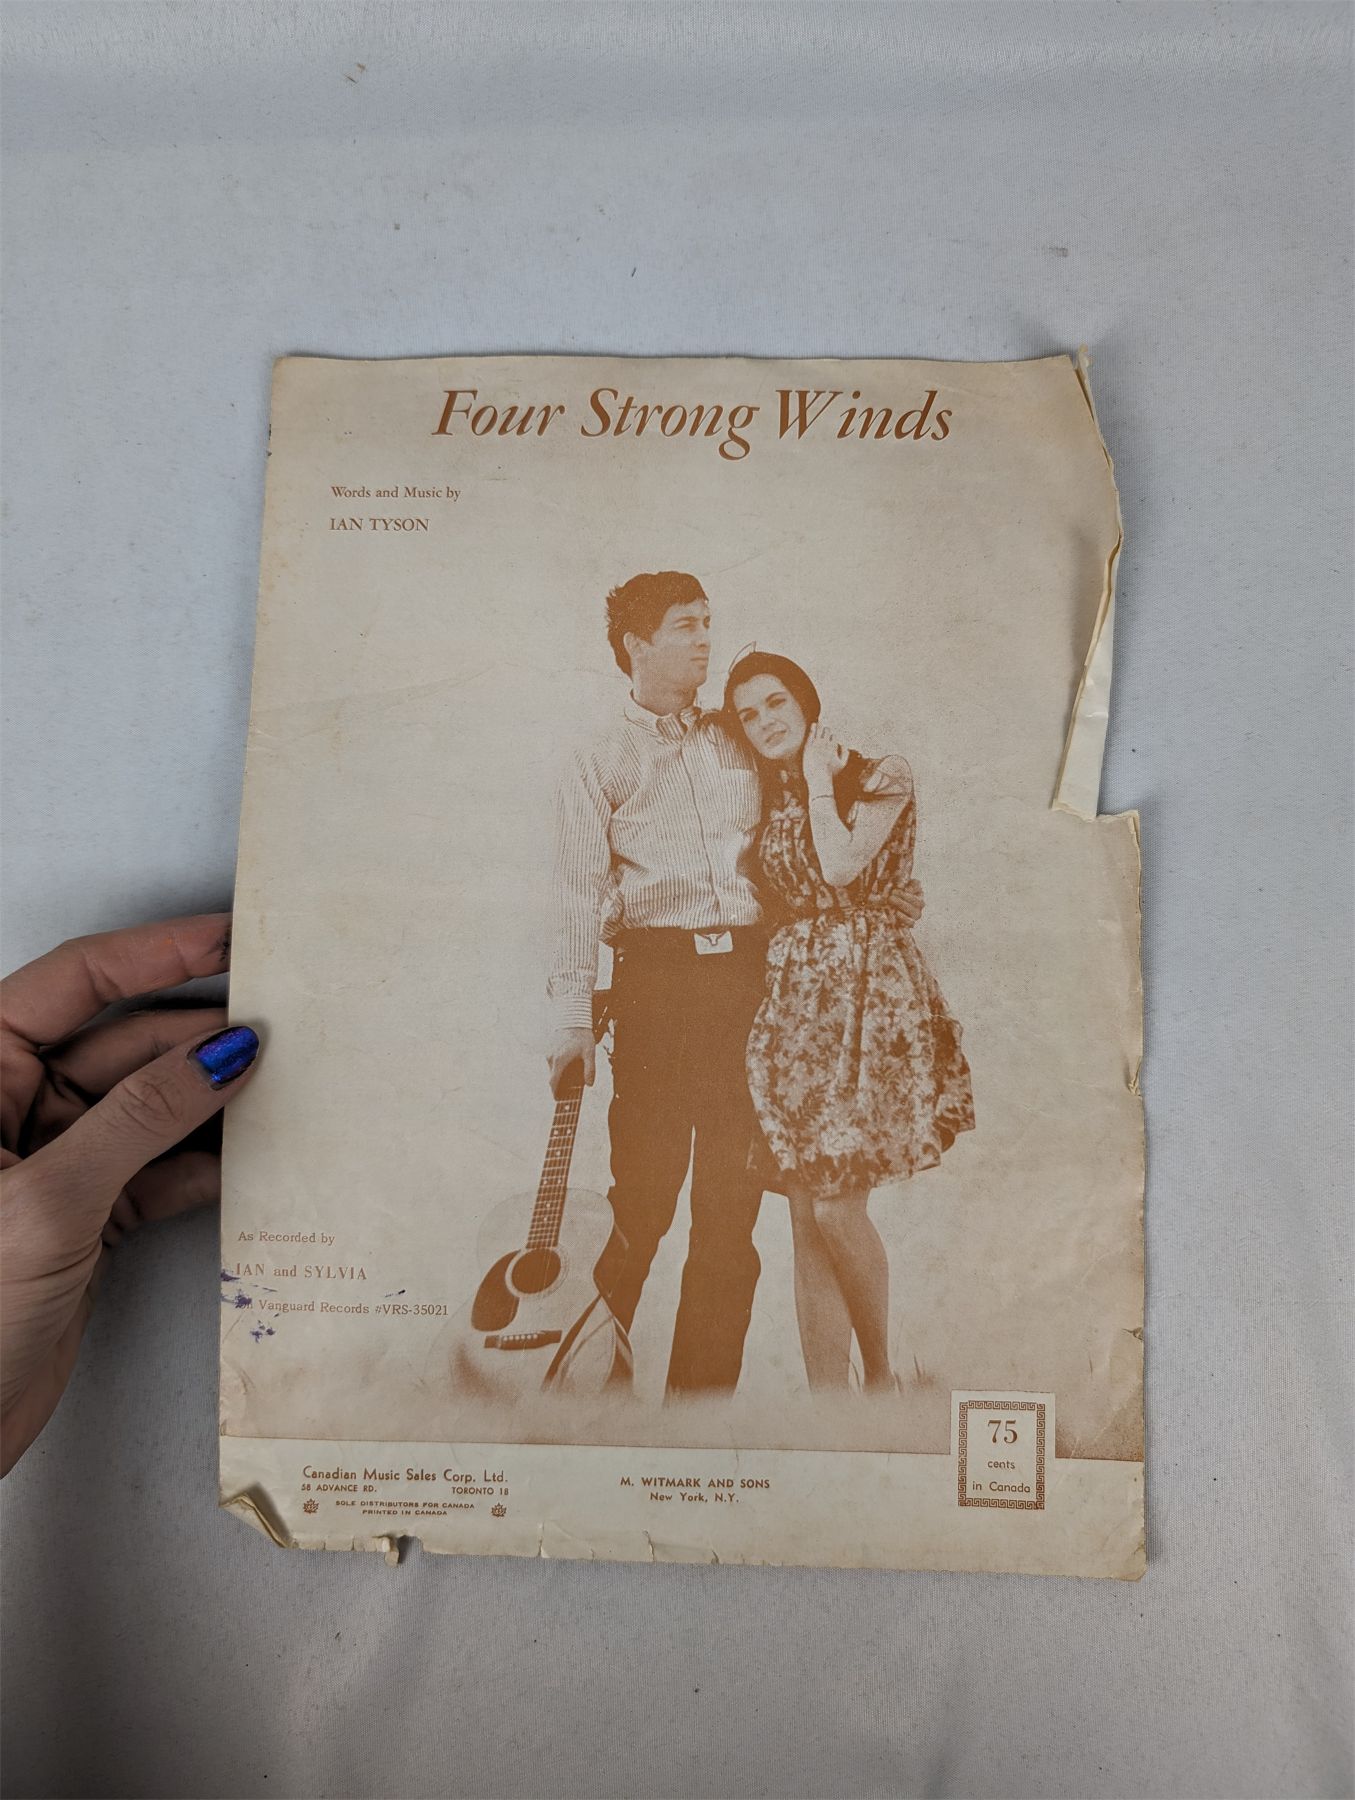 Four Strong Winds
Words and Music by
IAN TYSON
As Recorded by
IAN and SYLVIA
on Vanguard Records #VRS-35021
Canadian Music Sales Corp. Ltd.
58 ADVANCE RD. TORONTO 18
SOLE DISTRIBUTORS FOR CANADA
PRINTED IN CANADA
M. WITMARK AND SONS
New York, N.Y.
75
cents
in Canada